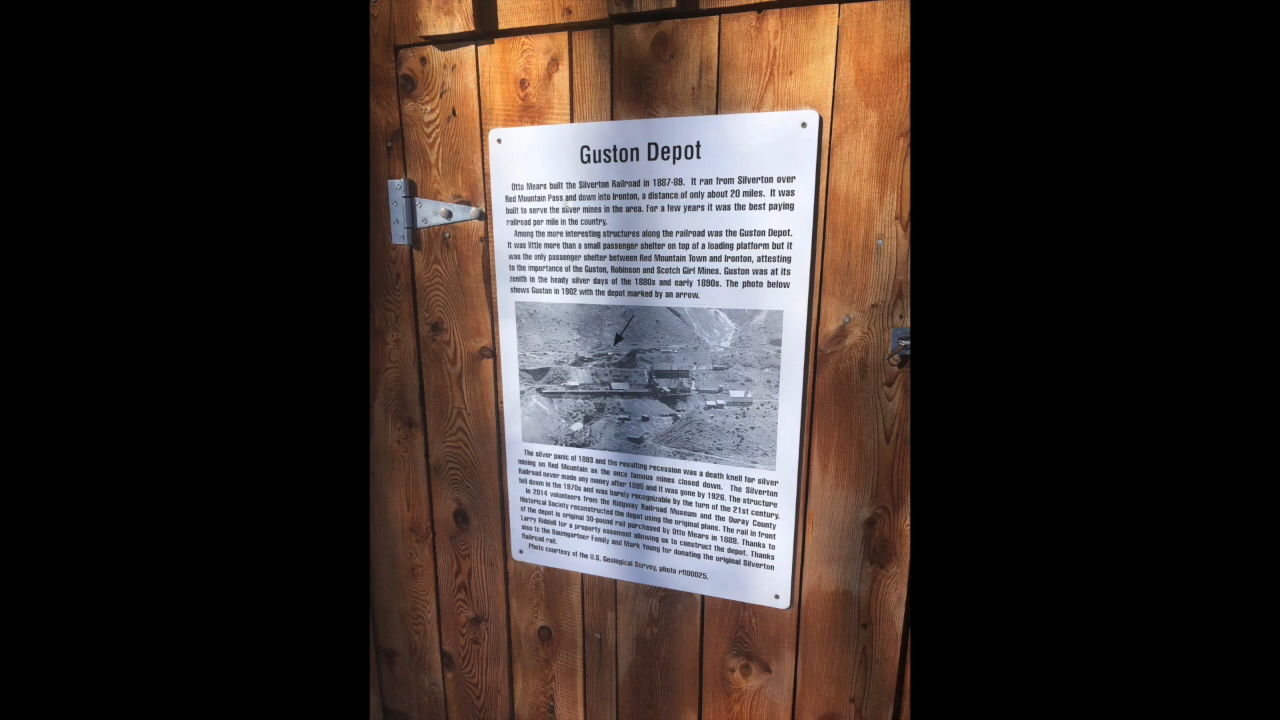 Guston Depot
Otto Mears built the Silverton Railroad in 1887-89. It ran from Silverton over
Red Mountain Pass and down into Ironton, a distance of only about 20 miles. It was
built to serve the silver mines in the area. For a few years it was the best paying
railroad per mile in the country.
Among the more interesting structures along the railroad was the Guston Depot.
It was little more than a small passenger shelter on top of a loading platform but it
was the only passenger shelter between Red Mountain Town and Ironton, attesting
to the importance of the Guston, Robinson and Scotch Girl Mines. Guston was at its
zenith in the heady silver days of the 1880s and early 1890s. The photo below
shows Guston in 1902 with the depot marked by an arrow.
The silver panic of 1893 and the resulting recession was a death knell for silver
mining on Red Mountain as the once famous mines closed down. The Silverton
Railroad never made any money after 1895 and it was gone by 1926. The structure
fell down in the 1970s and was barely recognizable by the turn of the 21st century.
In 2014 volunteers from the Ridgway Railroad Museum and the Ouray County
Historical Society reconstructed the depot using the original plans. The rail in front
of the depot is original 30-pound rail purchased by Otto Mears in 1888. Thanks to
Larry Riddell for a property easement allowing us to construct the depot. Thanks
also to the Baumgartner Family and Mark Young for donating the original Silverton
Railroad rail.
Photo courtesy of the U.S. Geological Survey, photo rfl00025.